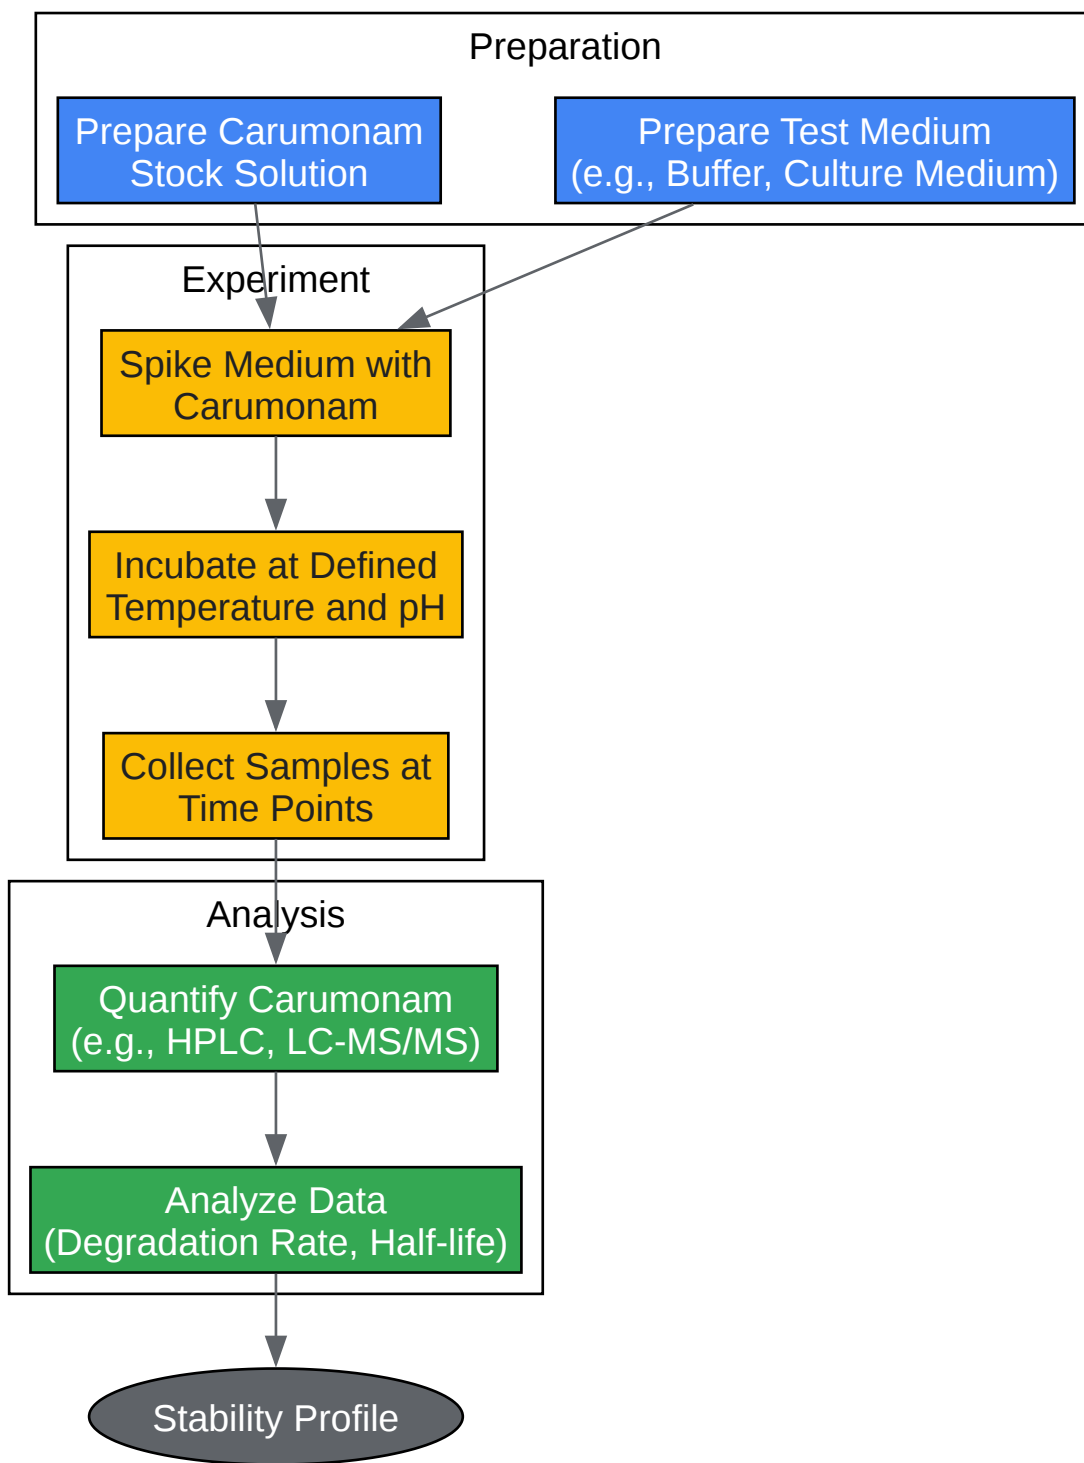 Preparation
Prepare Carumonam
Stock Solution
Prepare Test Medium
(e.g., Buffer, Culture Medium)
Experiment
Spike Medium with
Carumonam
Incubate at Defined
Temperature and pH
Collect Samples at
Time Points
Analysis
Quantify Carumonam
(e.g., HPLC, LC-MS/MS)
Analyze Data
(Degradation Rate, Half-life)
Stability Profile